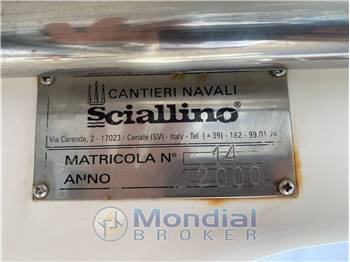 CANTIERI NAVALI
Sciallino®
Via Carenda, 2 - 17023 - Ceriale (SV) - Italy - Tel (+39) - 182 - 99.01
MATRICOLA N° 14
ANNO 2000
Mondial
BROKER